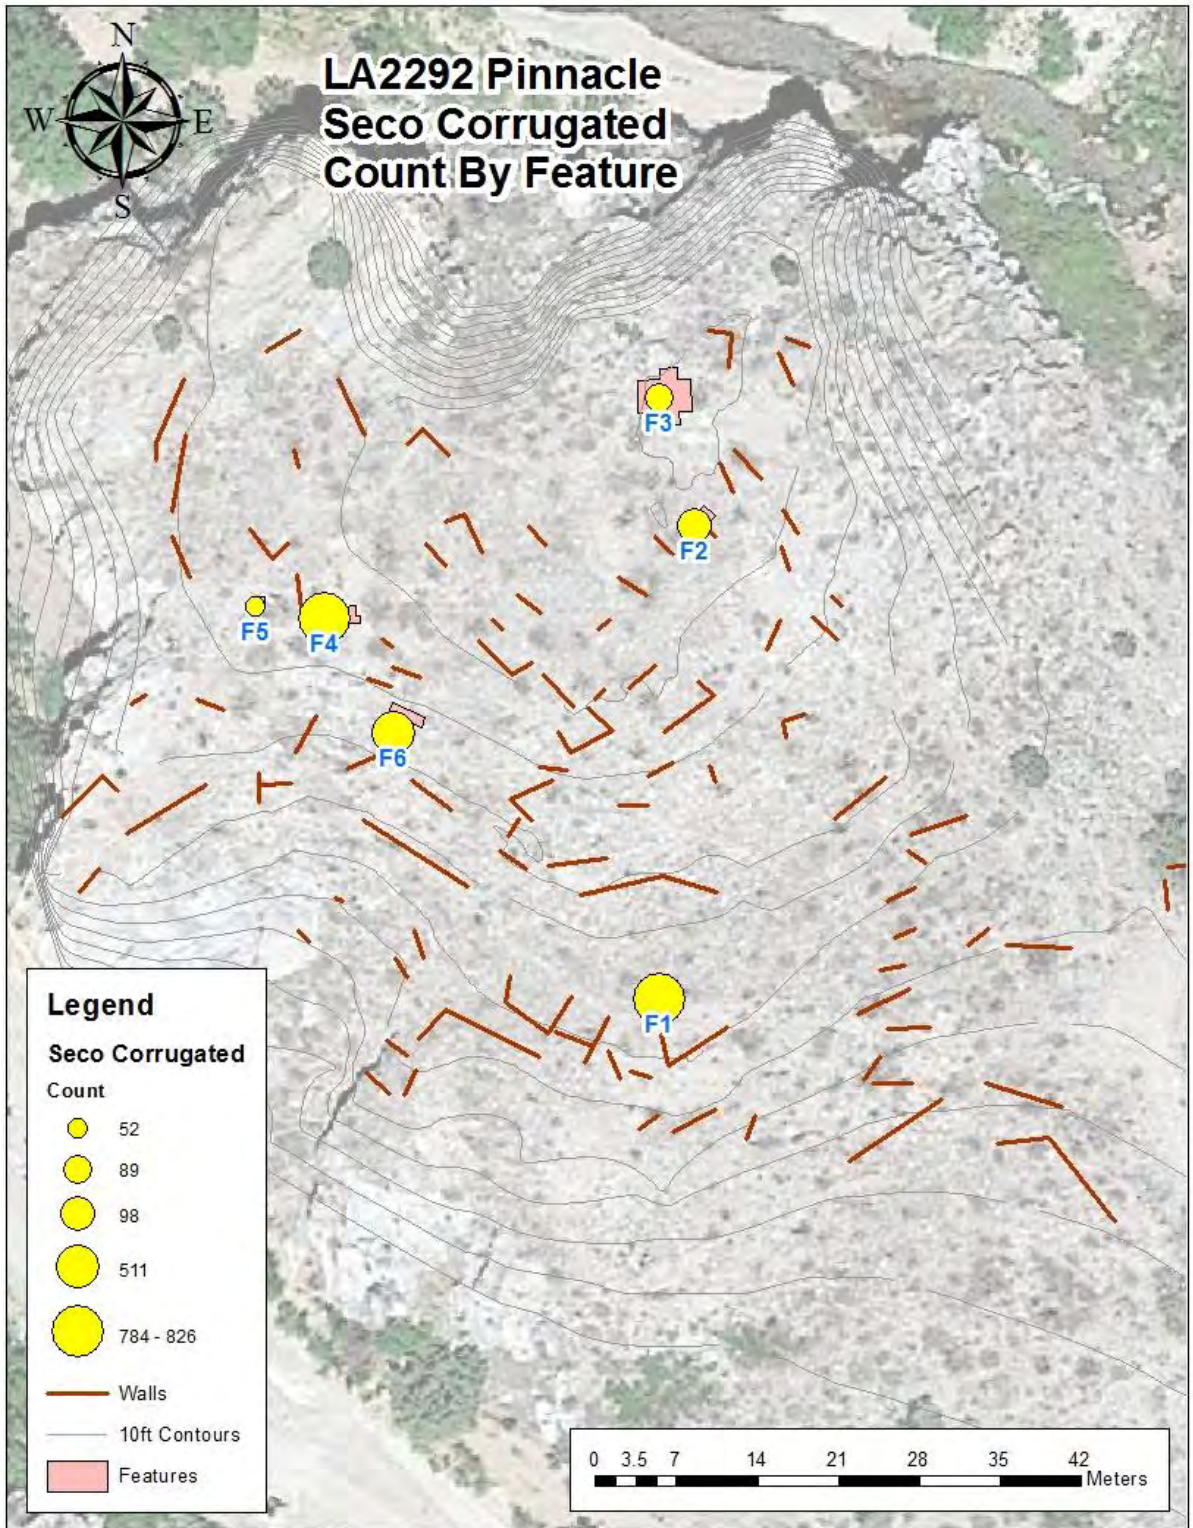 N
W E
S
LA2292 Pinnacle
Seco Corrugated
Count By Feature
F3
F2
F5
F4
F6
F1
Legend
Seco Corrugated
Count
52
89
98
511
784 - 826
Walls
10ft Contours
Features
0 3.5 7 14 21 28 35 42
Meters